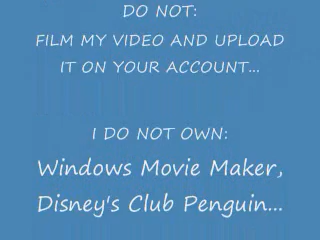 DO NOT:
FILM MY VIDEO AND UPLOAD
IT ON YOUR ACCOUNT...
I DO NOT OWN:
Windows Movie Maker,
Disney's Club Penguin...